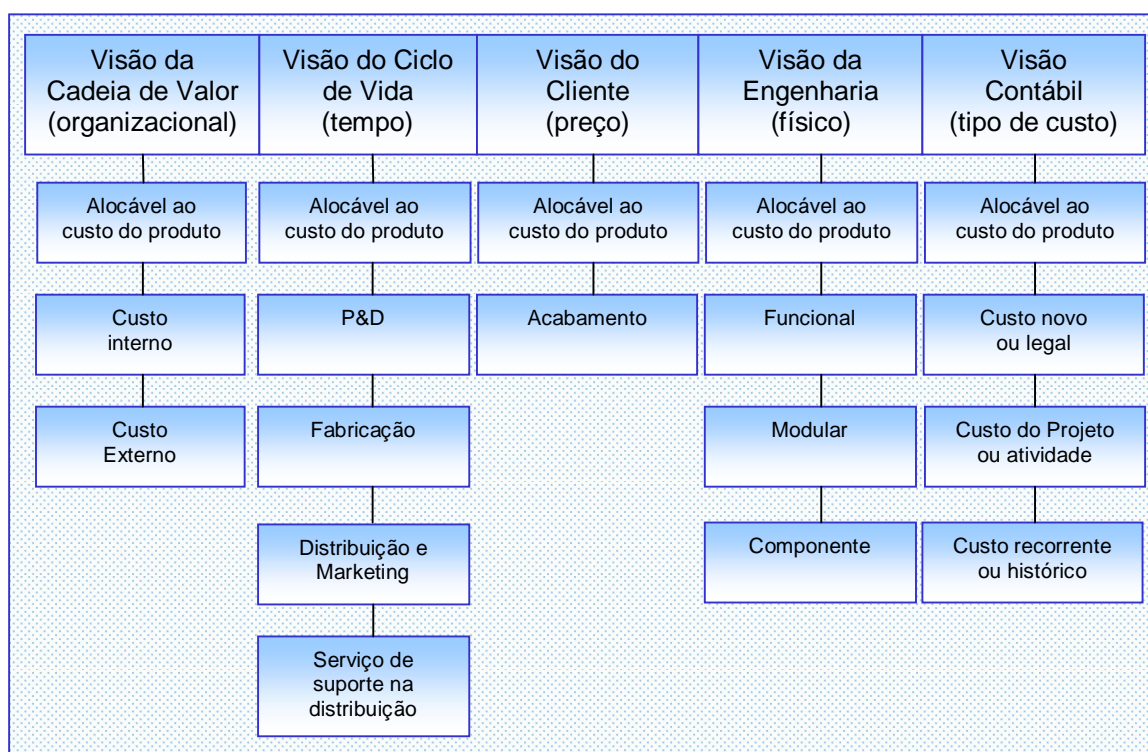 Visão da
Cadeia de Valor
(organizacional)
Visão do Ciclo
de Vida
(tempo)
Visão do
Cliente
(preço)
Visão da
Engenharia
(físico)
Visão
Contábil
(tipo de custo)
Alocável ao
custo do produto
Alocável ao
custo do produto
Alocável ao
custo do produto
Alocável ao
custo do produto
Alocável ao
custo do produto
Custo
interno
P&D
Acabamento
Funcional
Custo novo
ou legal
Custo
Externo
Fabricação
Modular
Custo do Projeto
ou atividade
Distribuição e
Marketing
Componente
Custo recorrente
ou histórico
Serviço de
suporte na
distribuição